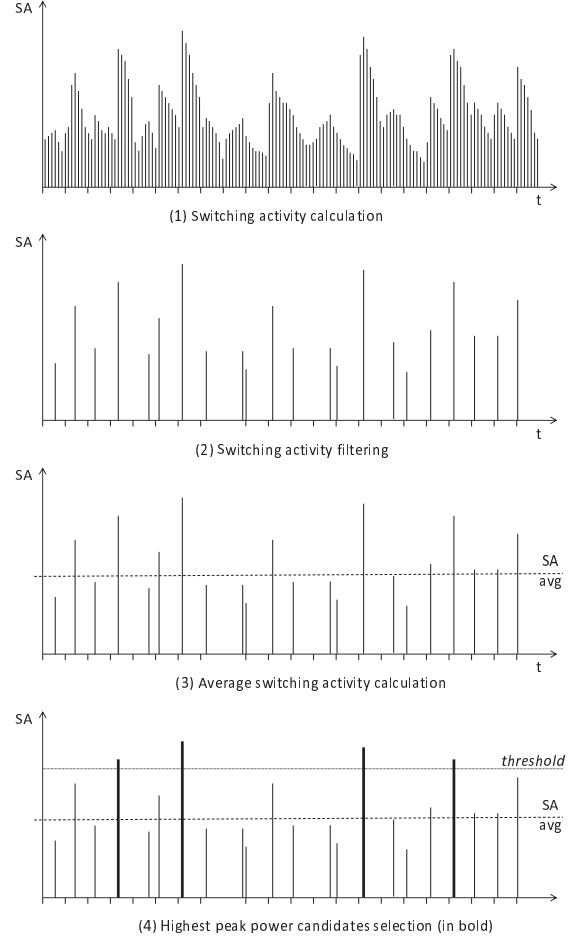 SA
t
(1) Switching activity calculation
SA
t
(2) Switching activity filtering
SA
SA
avg
t
(3) Average switching activity calculation
SA
threshold
SA
avg
(4) Highest peak power candidates selection (in bold)